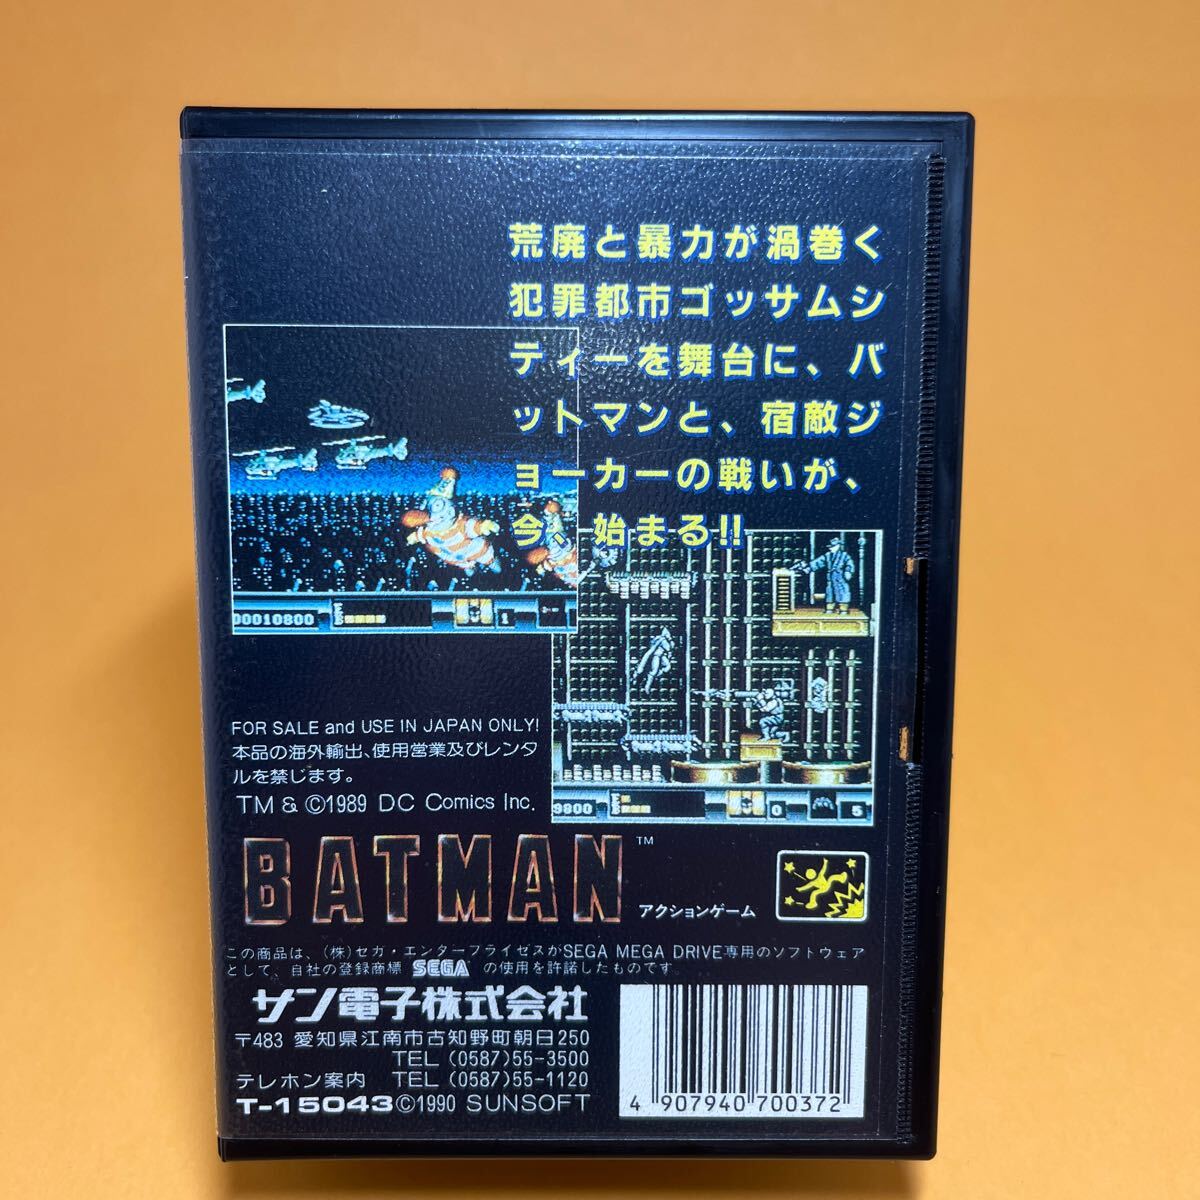 荒廃と暴力が渦巻く
犯罪都市ゴッサムシ
ティーを舞台に、バ
ットマンと、宿敵ジ
ョーカーの戦いが、
今、始まる!!
00010800
1
9800
0
5
FOR SALE and USE IN JAPAN ONLY!
本品の海外輸出、使用営業及びレンタ
ルを禁じます。
TM & ©1989 DC Comics Inc.
BATMAN™
アクションゲーム
この商品は、(株)セガ・エンタープライゼスがSEGA MEGA DRIVE専用のソフトウェア
として、自社の登録商標 SEGA の使用を許諾したものです。
サン電子株式会社
〒483 愛知県江南市古知野町朝日250
TEL (0587)55-3500
テレホン案内 TEL (0587)55-1120
T-15043 ©1990 SUNSOFT
4 907940 700372